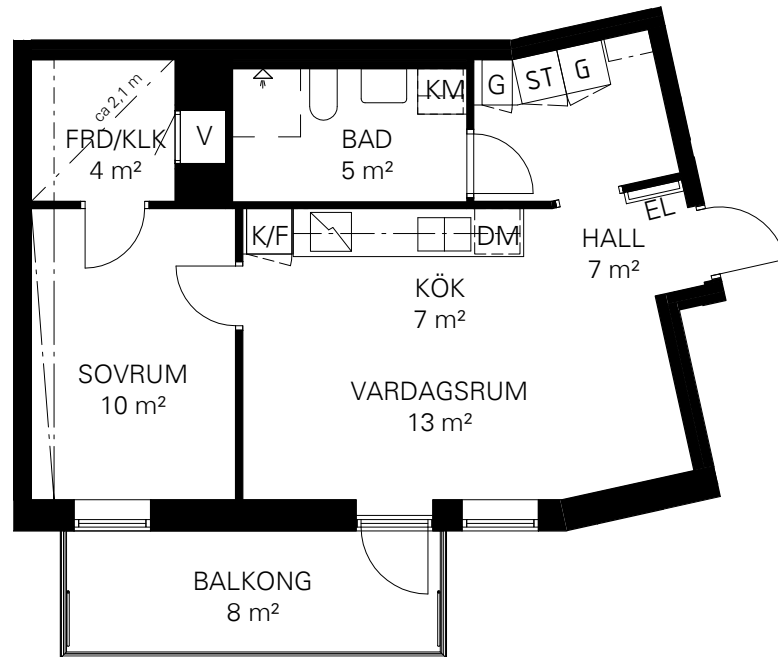 ca 2,1 m
FRD/KLK
4 m²
V
BAD
5 m²
KM
G
ST
G
EL
HALL
7 m²
K/F
DM
KÖK
7 m²
SOVRUM
10 m²
VARDAGSRUM
13 m²
BALKONG
8 m²